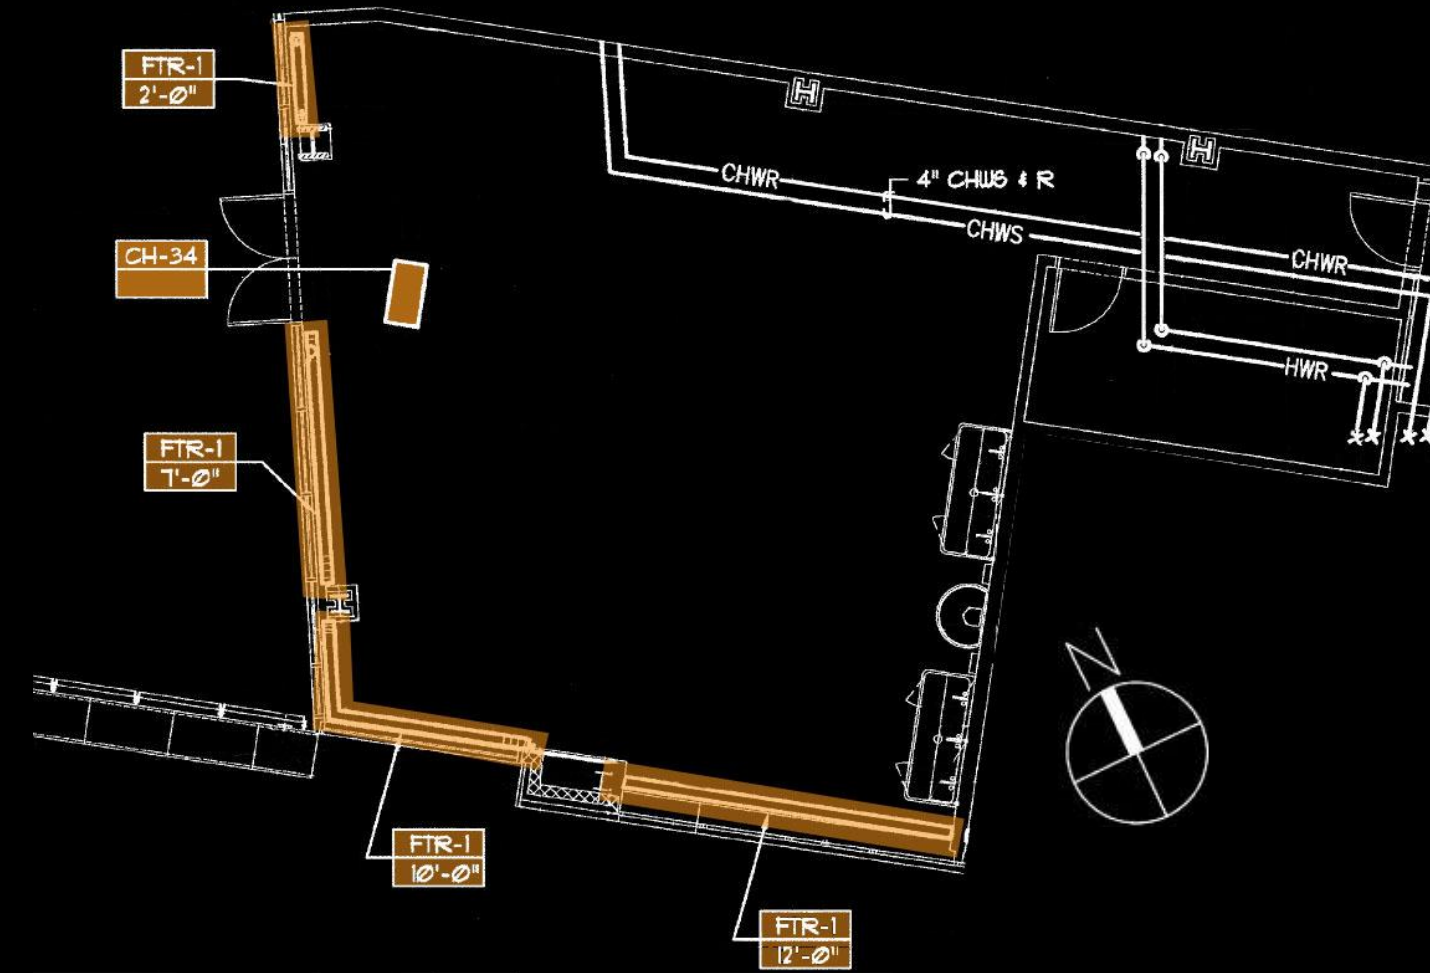 FTR-1
2'-0"
CHWR
4" CHWS & R
CHWS
CH-34
CHWR
HWR
FTR-1
7'-0"
N
FTR-1
10'-0"
FTR-1
12'-0"